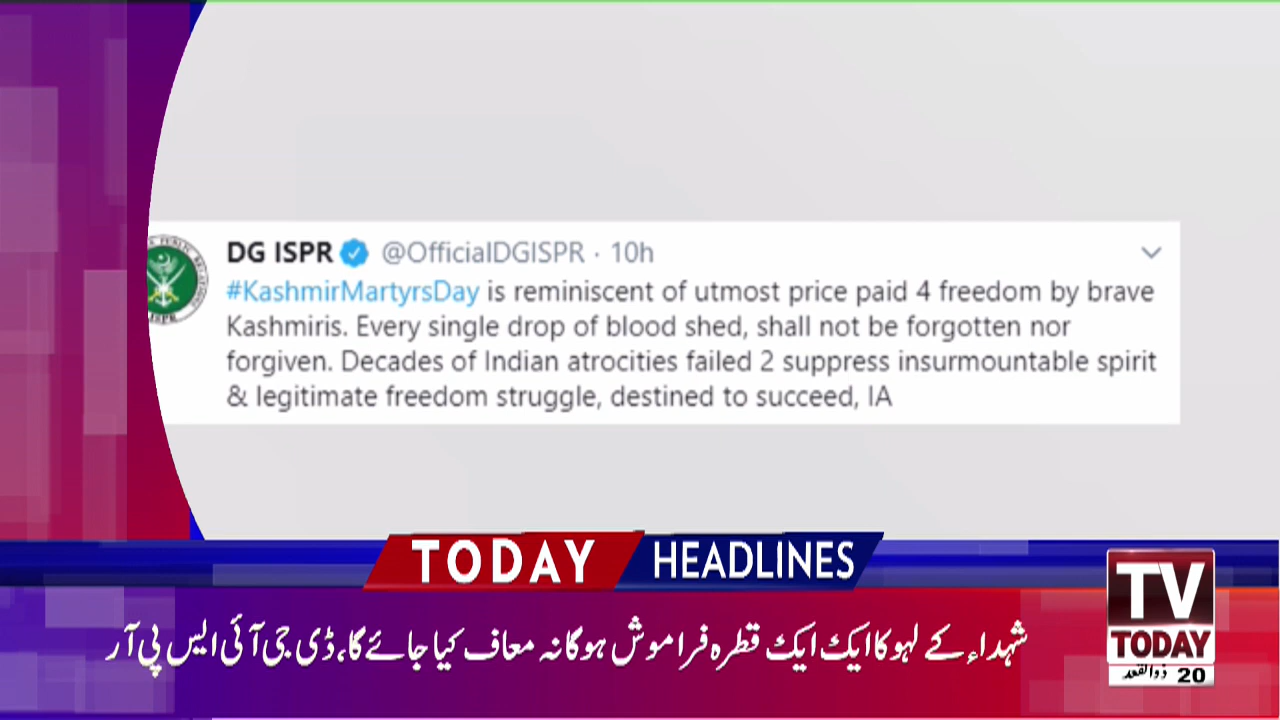 DG ISPR @OfficialDGISPR · 10h
#KashmirMartyrsDay is reminiscent of utmost price paid 4 freedom by brave
Kashmiris. Every single drop of blood shed, shall not be forgotten nor
forgiven. Decades of Indian atrocities failed 2 suppress insurmountable spirit
& legitimate freedom struggle, destined to succeed, IA
TODAY HEADLINES
شہداء کے لہو کا ایک ایک قطرہ فراموش ہوگا نہ معاف کیا جائے گا، ڈی جی آئی ایس پی آر
TV
TODAY
20 ذوالقعد